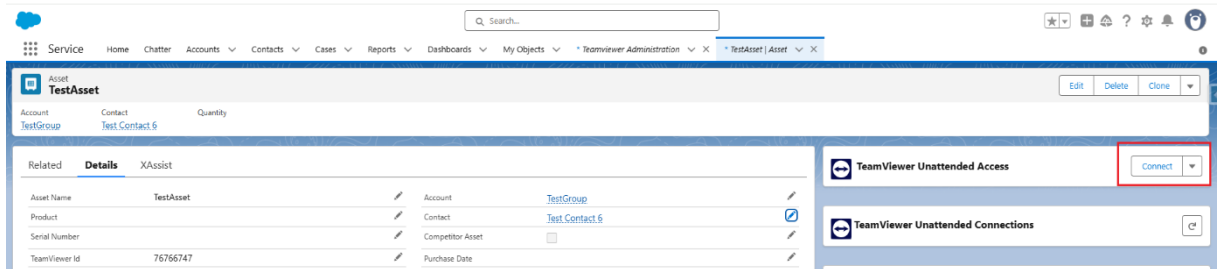 Search...
Service Home Chatter Accounts Contacts Cases Reports Dashboards My Objects * Teamviewer Administration * TestAsset | Asset
Asset
TestAsset
Edit Delete Clone
Account Contact Quantity
TestGroup Test Contact 6
Related Details XAssist
TeamViewer Unattended Access
Connect
Asset Name TestAsset Account TestGroup
Product Contact Test Contact 6
Serial Number Competitor Asset
TeamViewer Unattended Connections
TeamViewer Id 76766747 Purchase Date